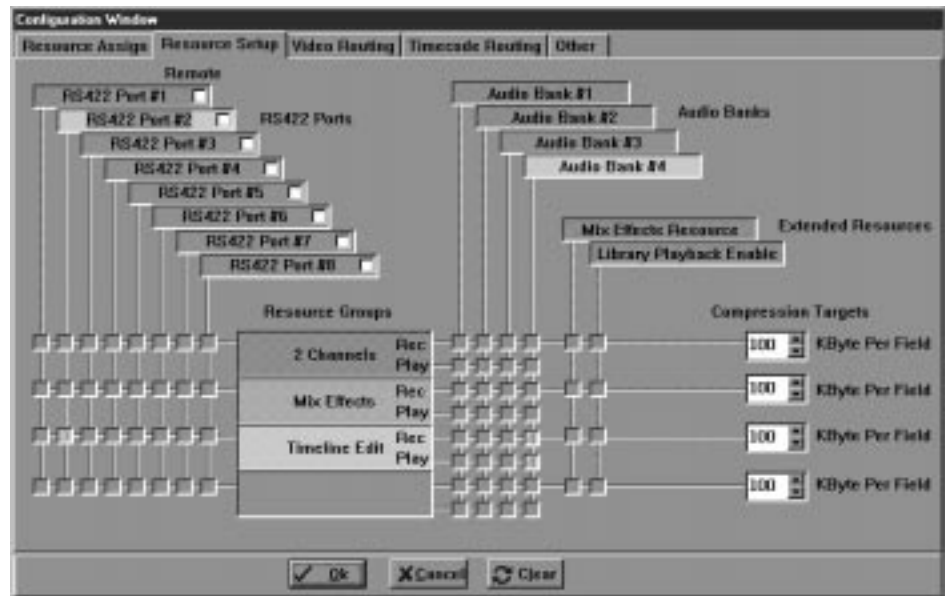 Configuration Window
Resource Assign Resource Setup Video Routing Timecode Routing Other
Remote
RS422 Port #1
RS422 Port #2
RS422 Ports
RS422 Port #3
RS422 Port #4
RS422 Port #5
RS422 Port #6
RS422 Port #7
RS422 Port #8
Audio Bank #1
Audio Bank #2
Audio Banks
Audio Bank #3
Audio Bank #4
Mix Effects Resource
Extended Resources
Library Playback Enable
Resource Groups
Compression Targets
2 Channels Rec Play
100 KByte Per Field
Mix Effects Rec Play
100 KByte Per Field
Timeline Edit Rec Play
100 KByte Per Field
100 KByte Per Field
Ok Cancel Clear